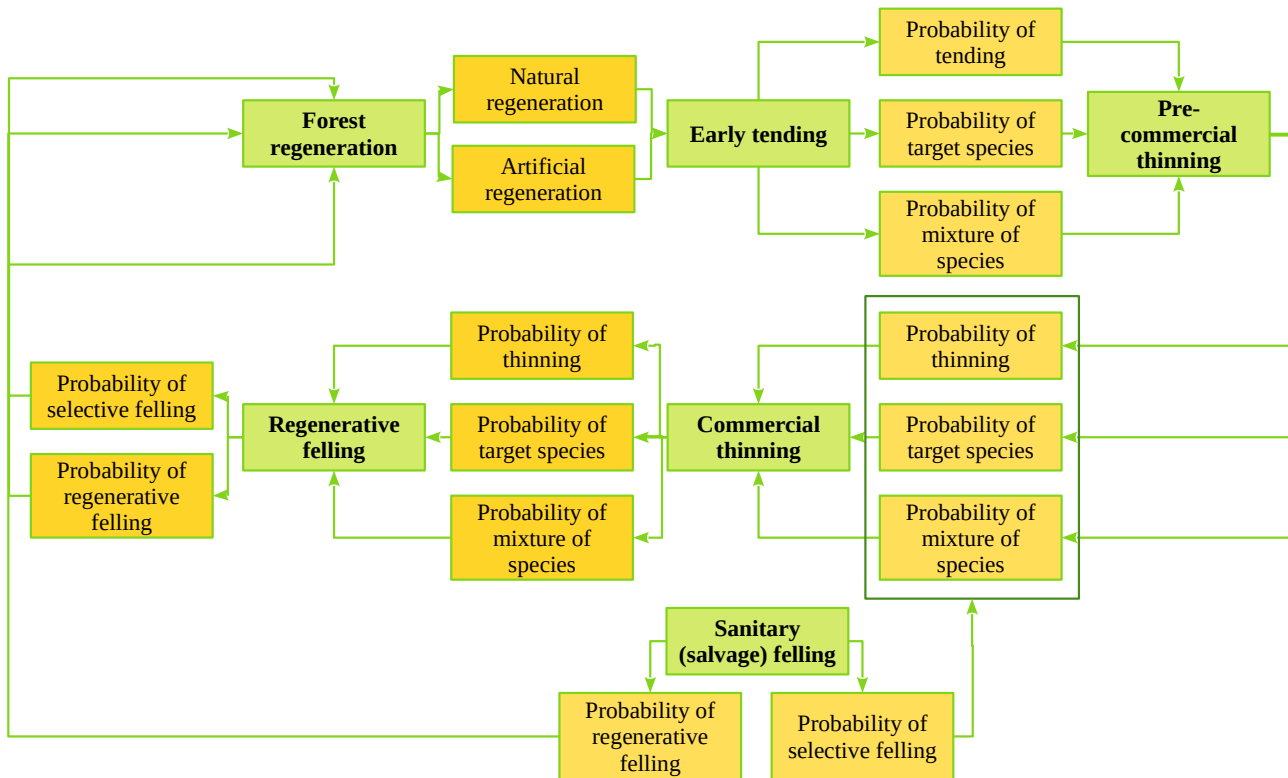 Probability of
tending
Natural
regeneration
Forest
regeneration
Early tending
Probability of
target species
Pre-
commercial
thinning
Artificial
regeneration
Probability of
mixture of
species
Probability of
thinning
Probability of
thinning
Probability of
selective felling
Regenerative
felling
Probability of
target species
Commercial
thinning
Probability of
target species
Probability of
regenerative
felling
Probability of
mixture of
species
Probability of
mixture of
species
Sanitary
(salvage) felling
Probability of
regenerative
felling
Probability of
selective felling